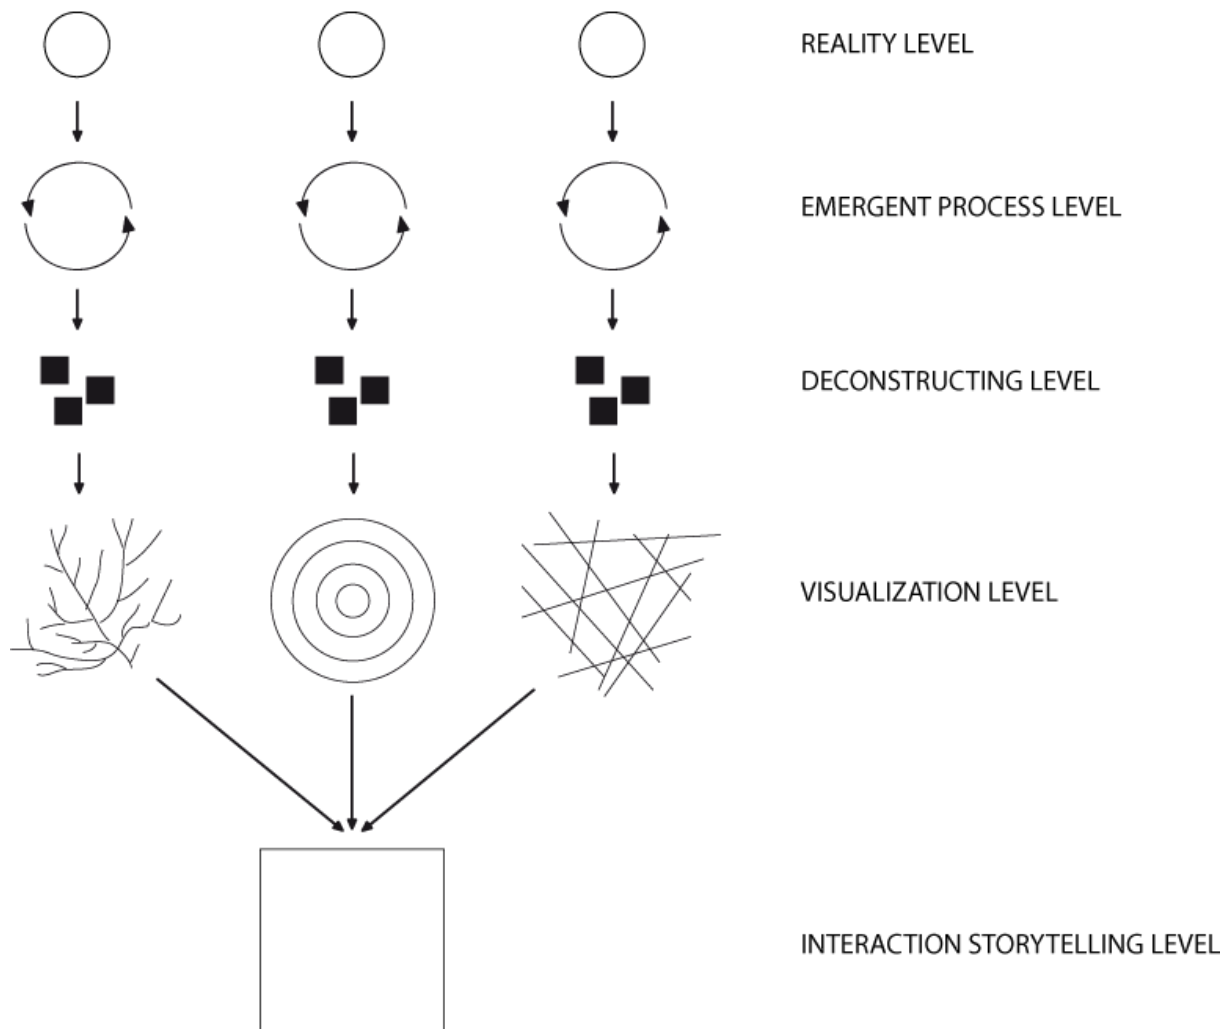 REALITY LEVEL
EMERGENT PROCESS LEVEL
DECONSTRUCTING LEVEL
VISUALIZATION LEVEL
INTERACTION STORYTELLING LEVEL